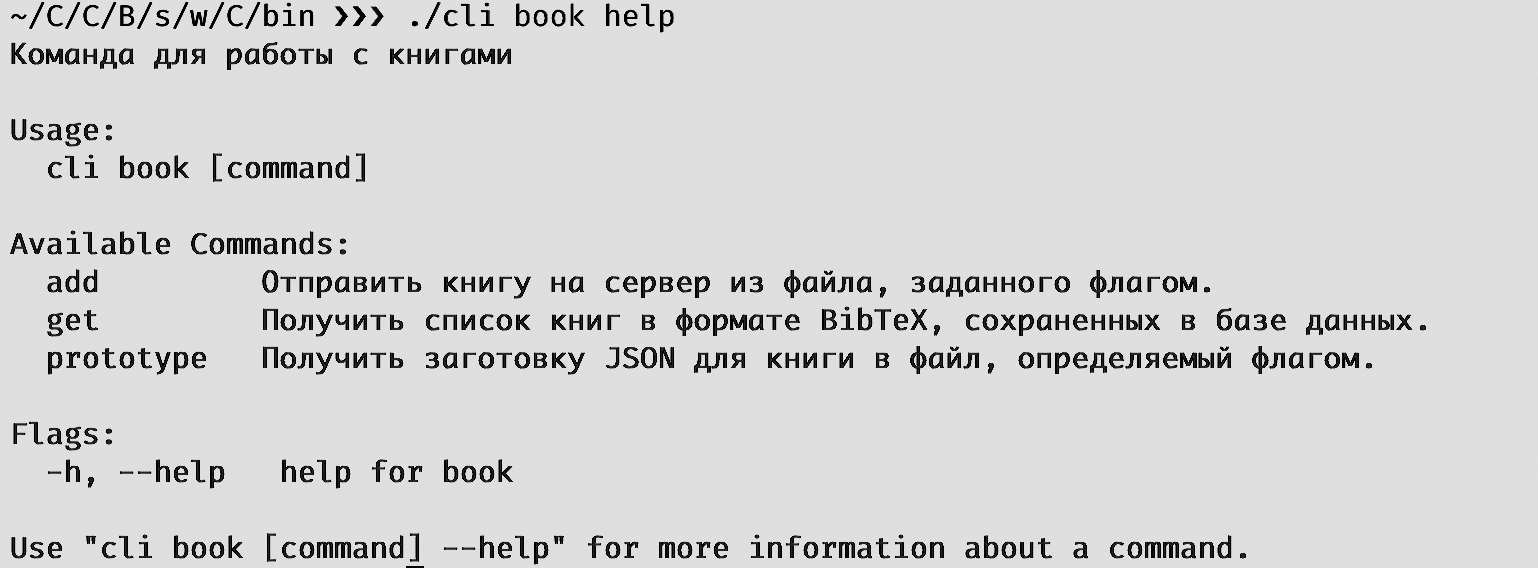 ~/C/C/B/s/w/C/bin ❯❯❯ ./cli book help
Команда для работы с книгами
Usage:
cli book [command]
Available Commands:
add Отправить книгу на сервер из файла, заданного флагом.
get Получить список книг в формате BibTeX, сохраненных в базе данных.
prototype Получить заготовку JSON для книги в файл, определяемый флагом.
Flags:
-h, --help help for book
Use "cli book [command] --help" for more information about a command.